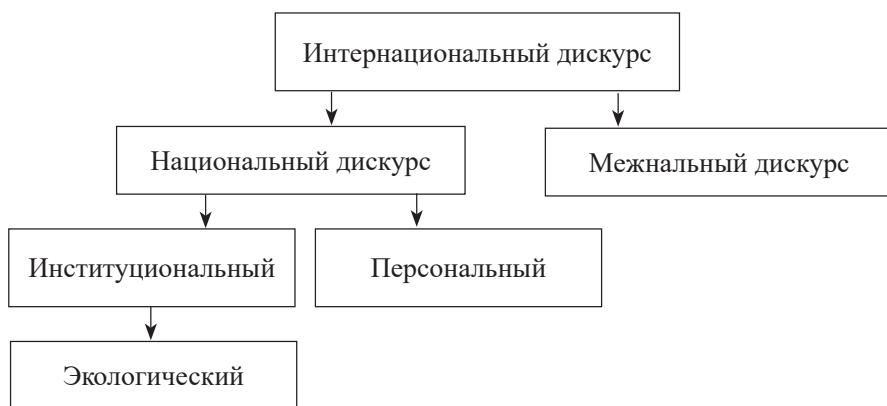 Интернациональный дискурс
Национальный дискурс
Межнальный дискурс
Институциональный
Персональный
Экологический